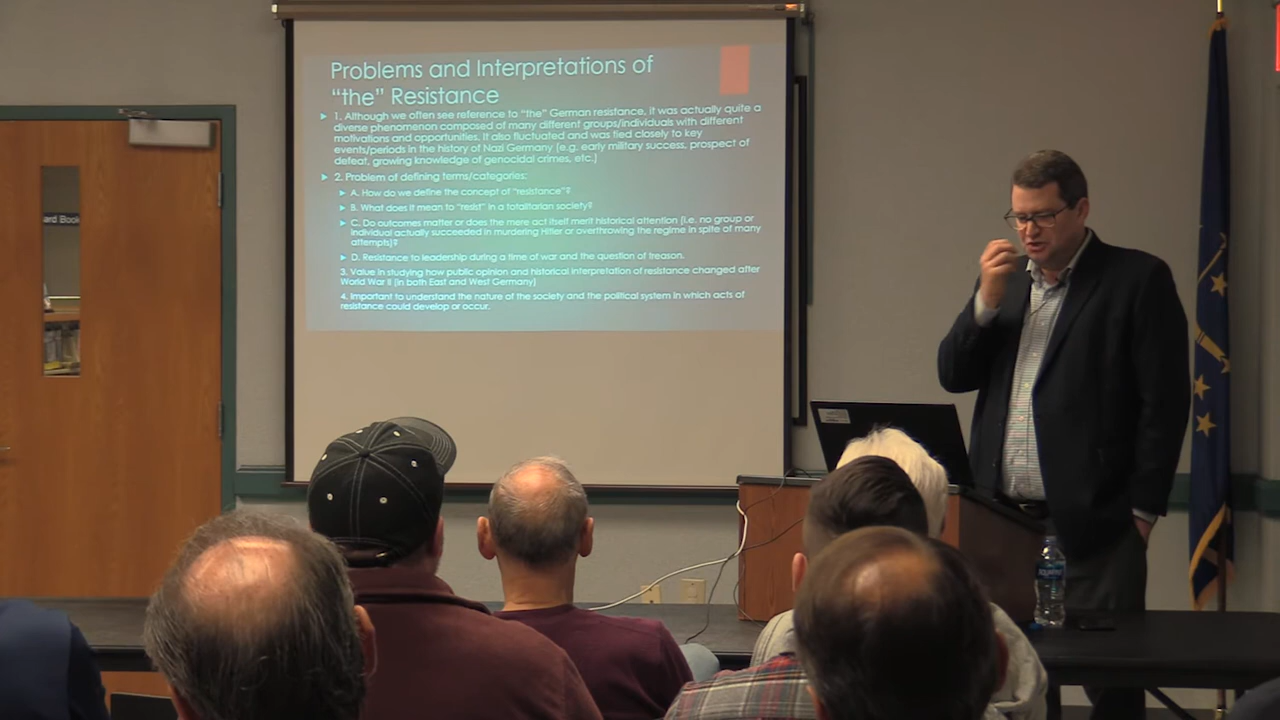 Problems and Interpretations of
“the” Resistance
1. Although we often see reference to “the” German resistance, it was actually quite a
diverse phenomenon composed of many different groups/individuals with different
motivations and opportunities. It also fluctuated and was tied closely to key
events/periods in the history of Nazi Germany (e.g. early military success, prospect of
defeat, growing knowledge of genocidal crimes, etc.)
2. Problem of defining terms/categories:
A. How do we define the concept of “resistance”?
B. What does it mean to “resist” in a totalitarian society?
C. Do outcomes matter or does the mere act itself merit historical attention (i.e. no group or
individual actually succeeded in murdering Hitler or overthrowing the regime in spite of many
attempts)?
D. Resistance to leadership during a time of war and the question of treason.
3. Value in studying how public opinion and historical interpretation of resistance changed after
World War II (in both East and West Germany)
4. Important to understand the nature of the society and the political system in which acts of
resistance could develop or occur.
ard Book